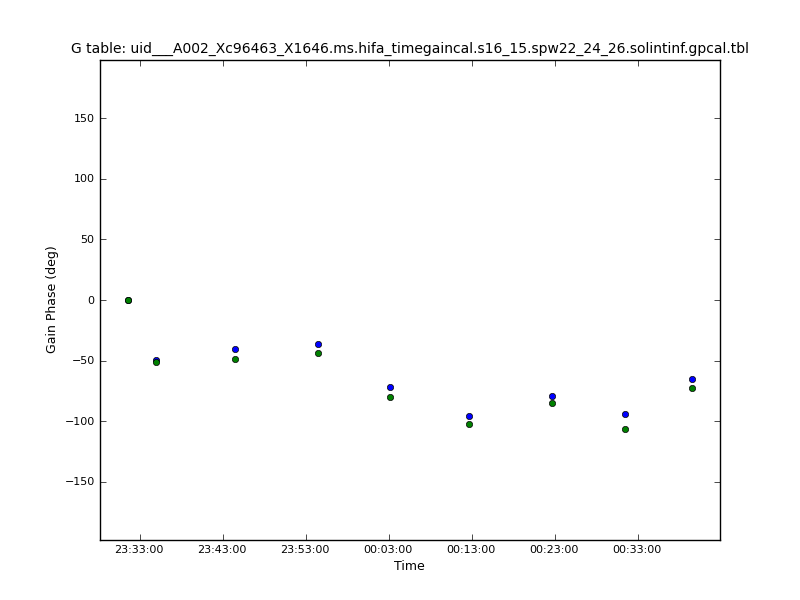 G table: uid___A002_Xc96463_X1646.ms.hifa_timegaincal.s16_15.spw22_24_26.solintinf.gpcal.tbl
Gain Phase (deg)
150
100
50
0
−50
−100
−150
23:33:00 23:43:00 23:53:00 00:03:00 00:13:00 00:23:00 00:33:00
Time